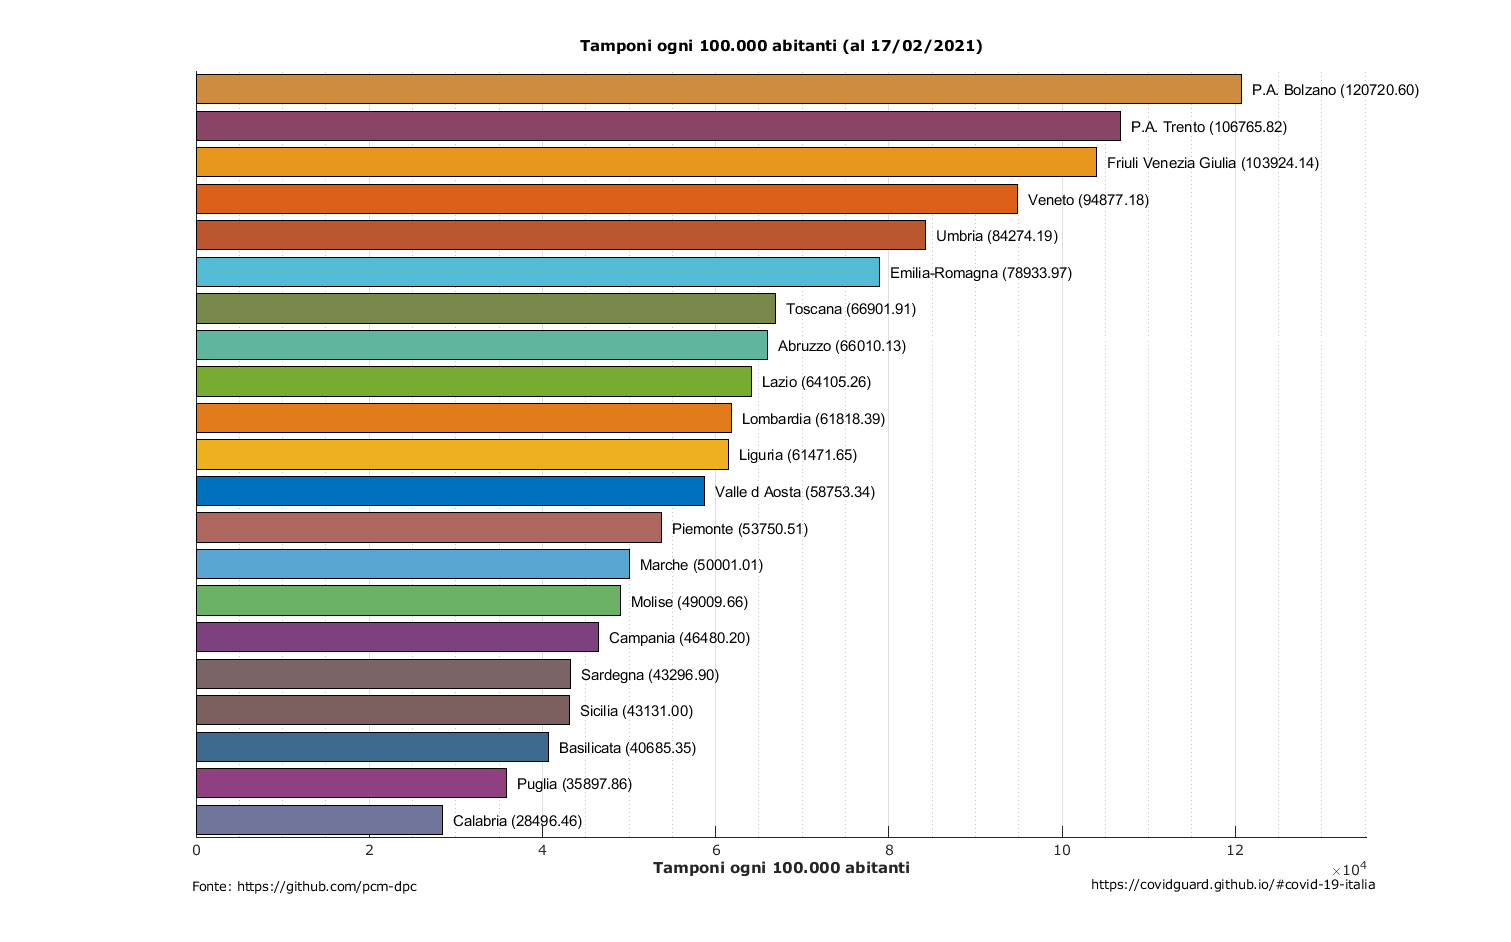 Tamponi ogni 100.000 abitanti (al 17/02/2021)
P.A. Bolzano (120720.60)
P.A. Trento (106765.82)
Friuli Venezia Giulia (103924.14)
Veneto (94877.18)
Umbria (84274.19)
Emilia-Romagna (78933.97)
Toscana (66901.91)
Abruzzo (66010.13)
Lazio (64105.26)
Lombardia (61818.39)
Liguria (61471.65)
Valle d Aosta (58753.34)
Piemonte (53750.51)
Marche (50001.01)
Molise (49009.66)
Campania (46480.20)
Sardegna (43296.90)
Sicilia (43131.00)
Basilicata (40685.35)
Puglia (35897.86)
Calabria (28496.46)
0 2 4 6 8 10 12
×10⁴
Tamponi ogni 100.000 abitanti
Fonte: https://github.com/pcm-dpc
https://covidguard.github.io/#covid-19-italia